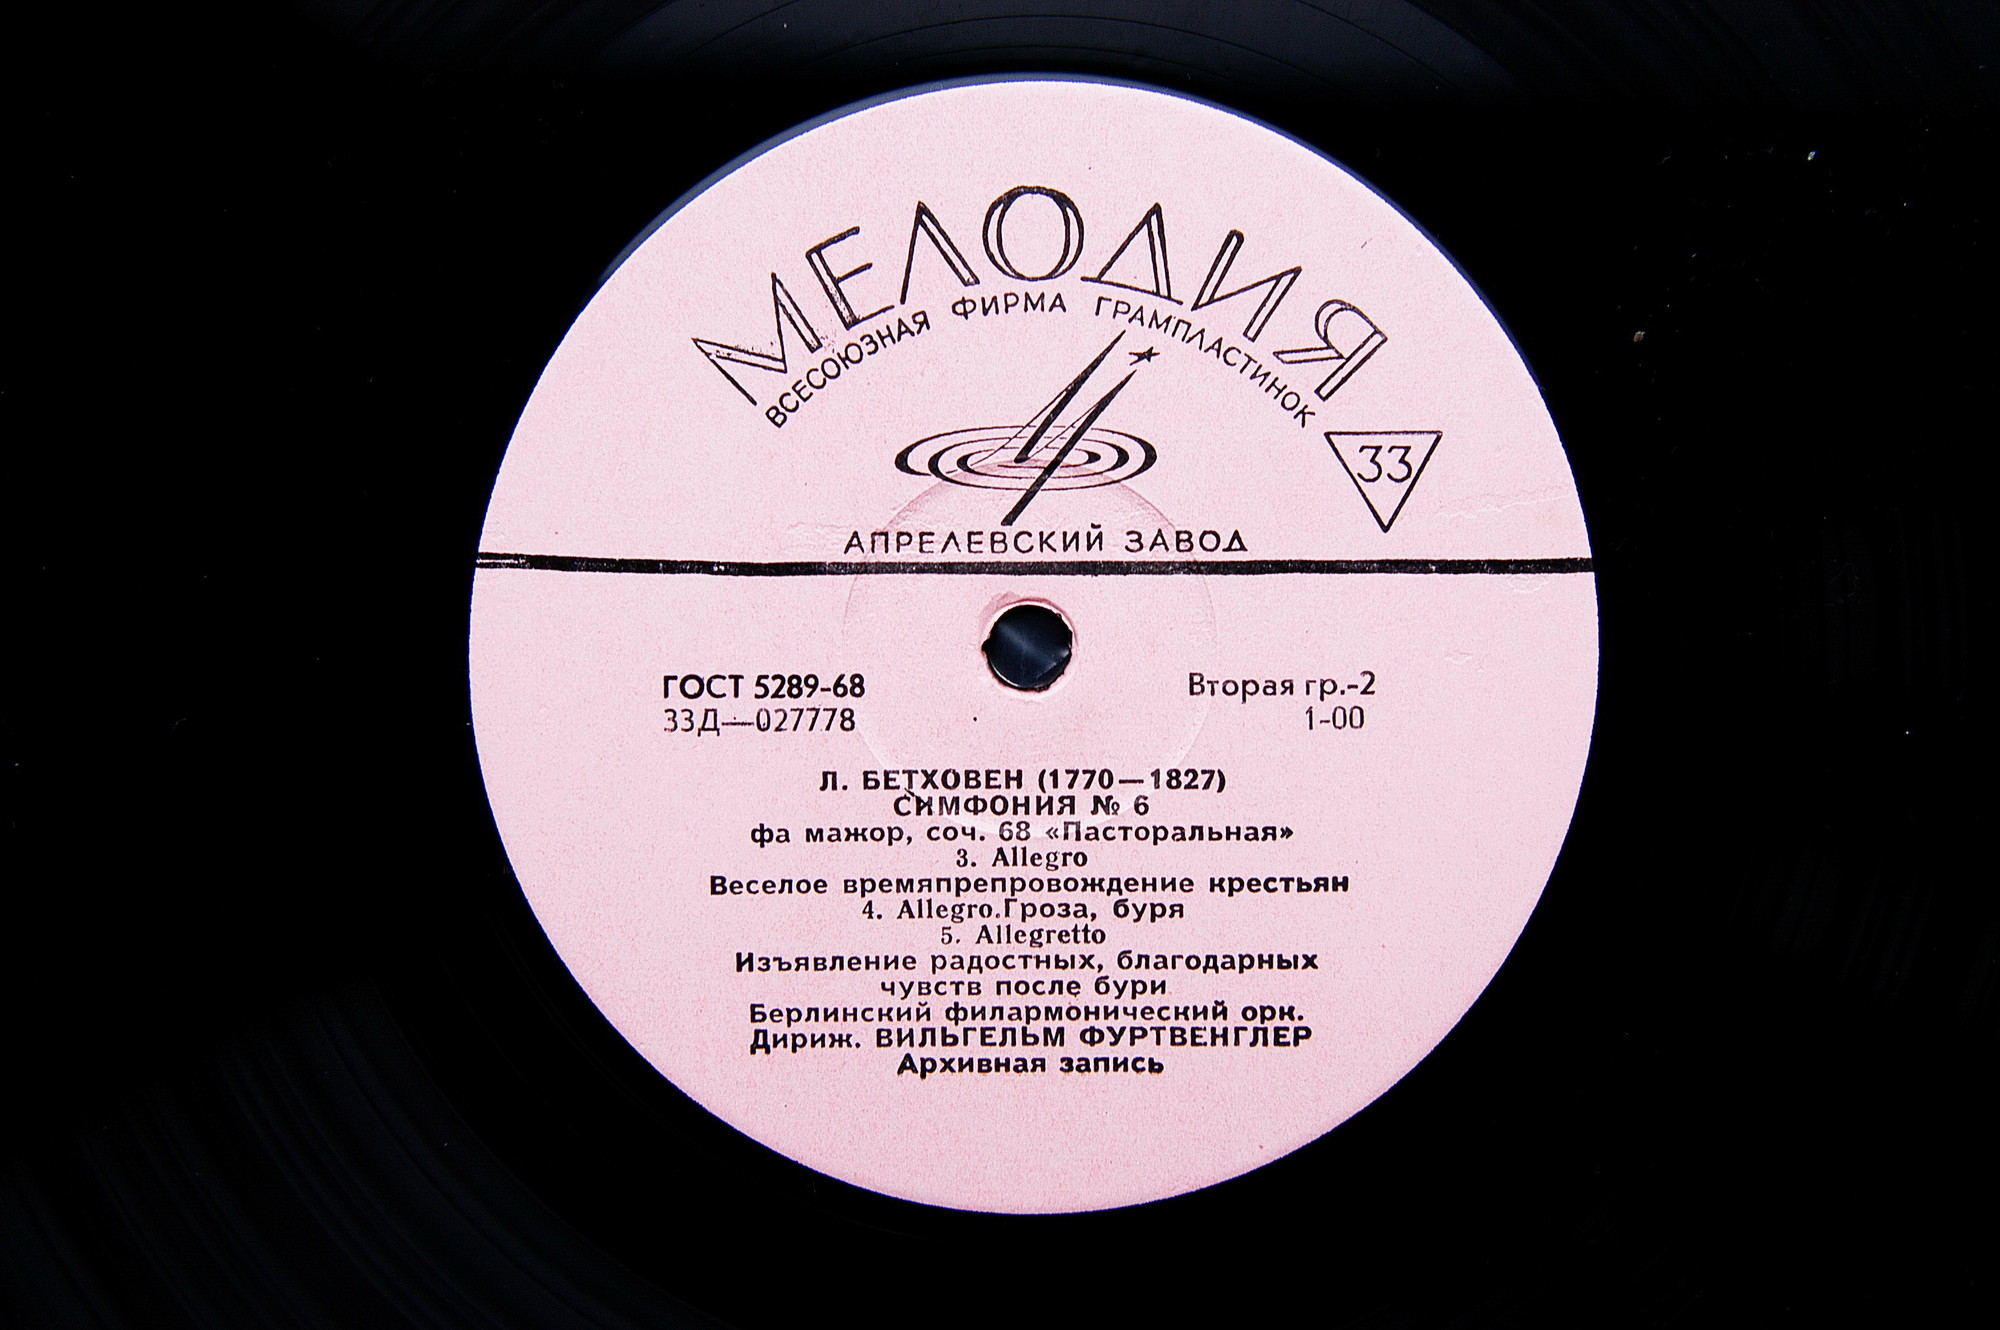 МЕЛОДИЯ
ВСЕСОЮЗНАЯ ФИРМА ГРАМПЛАСТИНОК
33
АПРЕЛЕВСКИЙ ЗАВОД
ГОСТ 5289-68
Вторая гр.-2
33Д—027778
1-00
Л. БЕТХОВЕН (1770—1827)
СИМФОНИЯ № 6
фа мажор, соч. 68 «Пасторальная»
3. Allegro
Веселое времяпрепровождение крестьян
4. Allegro.Гроза, буря
5. Allegretto
Изъявление радостных, благодарных
чувств после бури
Берлинский филармонический орк.
Дириж. ВИЛЬГЕЛЬМ ФУРТВЕНГЛЕР
Архивная запись